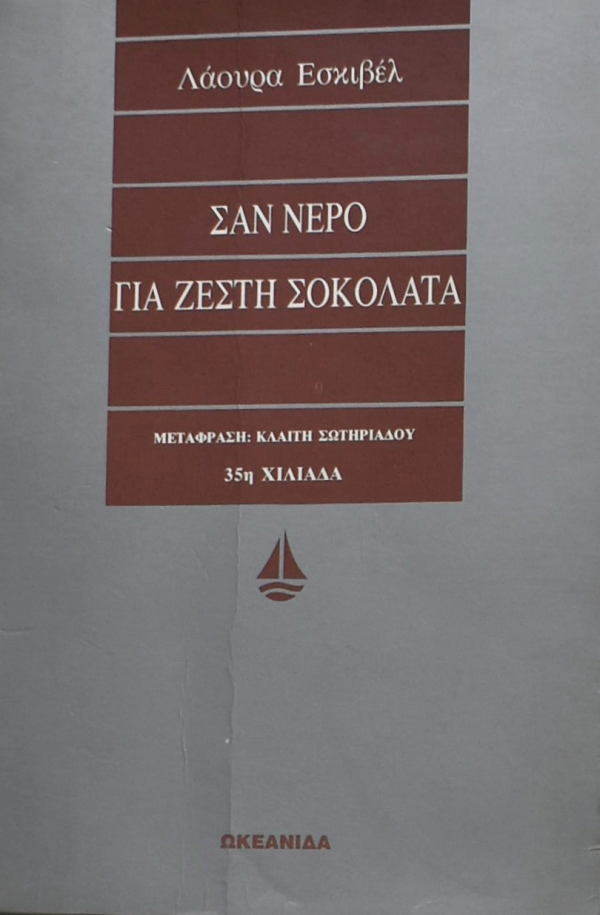 Λάουρα Εσκιβέλ
ΣΑΝ ΝΕΡΟ
ΓΙΑ ΖΕΣΤΗ ΣΟΚΟΛΑΤΑ
ΜΕΤΑΦΡΑΣΗ: ΚΛΑΙΤΗ ΣΩΤΗΡΙΑΔΟΥ
35η ΧΙΛΙΑΔΑ
ΩΚΕΑΝΙΔΑ